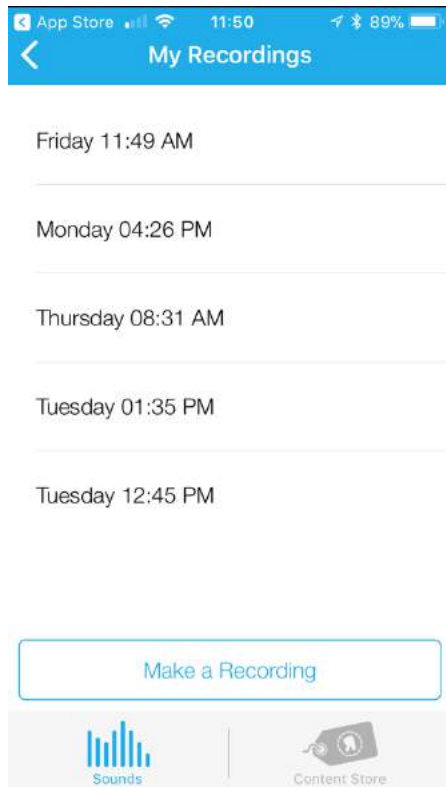 App Store 11:50 89%
My Recordings
Friday 11:49 AM
Monday 04:26 PM
Thursday 08:31 AM
Tuesday 01:35 PM
Tuesday 12:45 PM
Make a Recording
Sounds Content Store